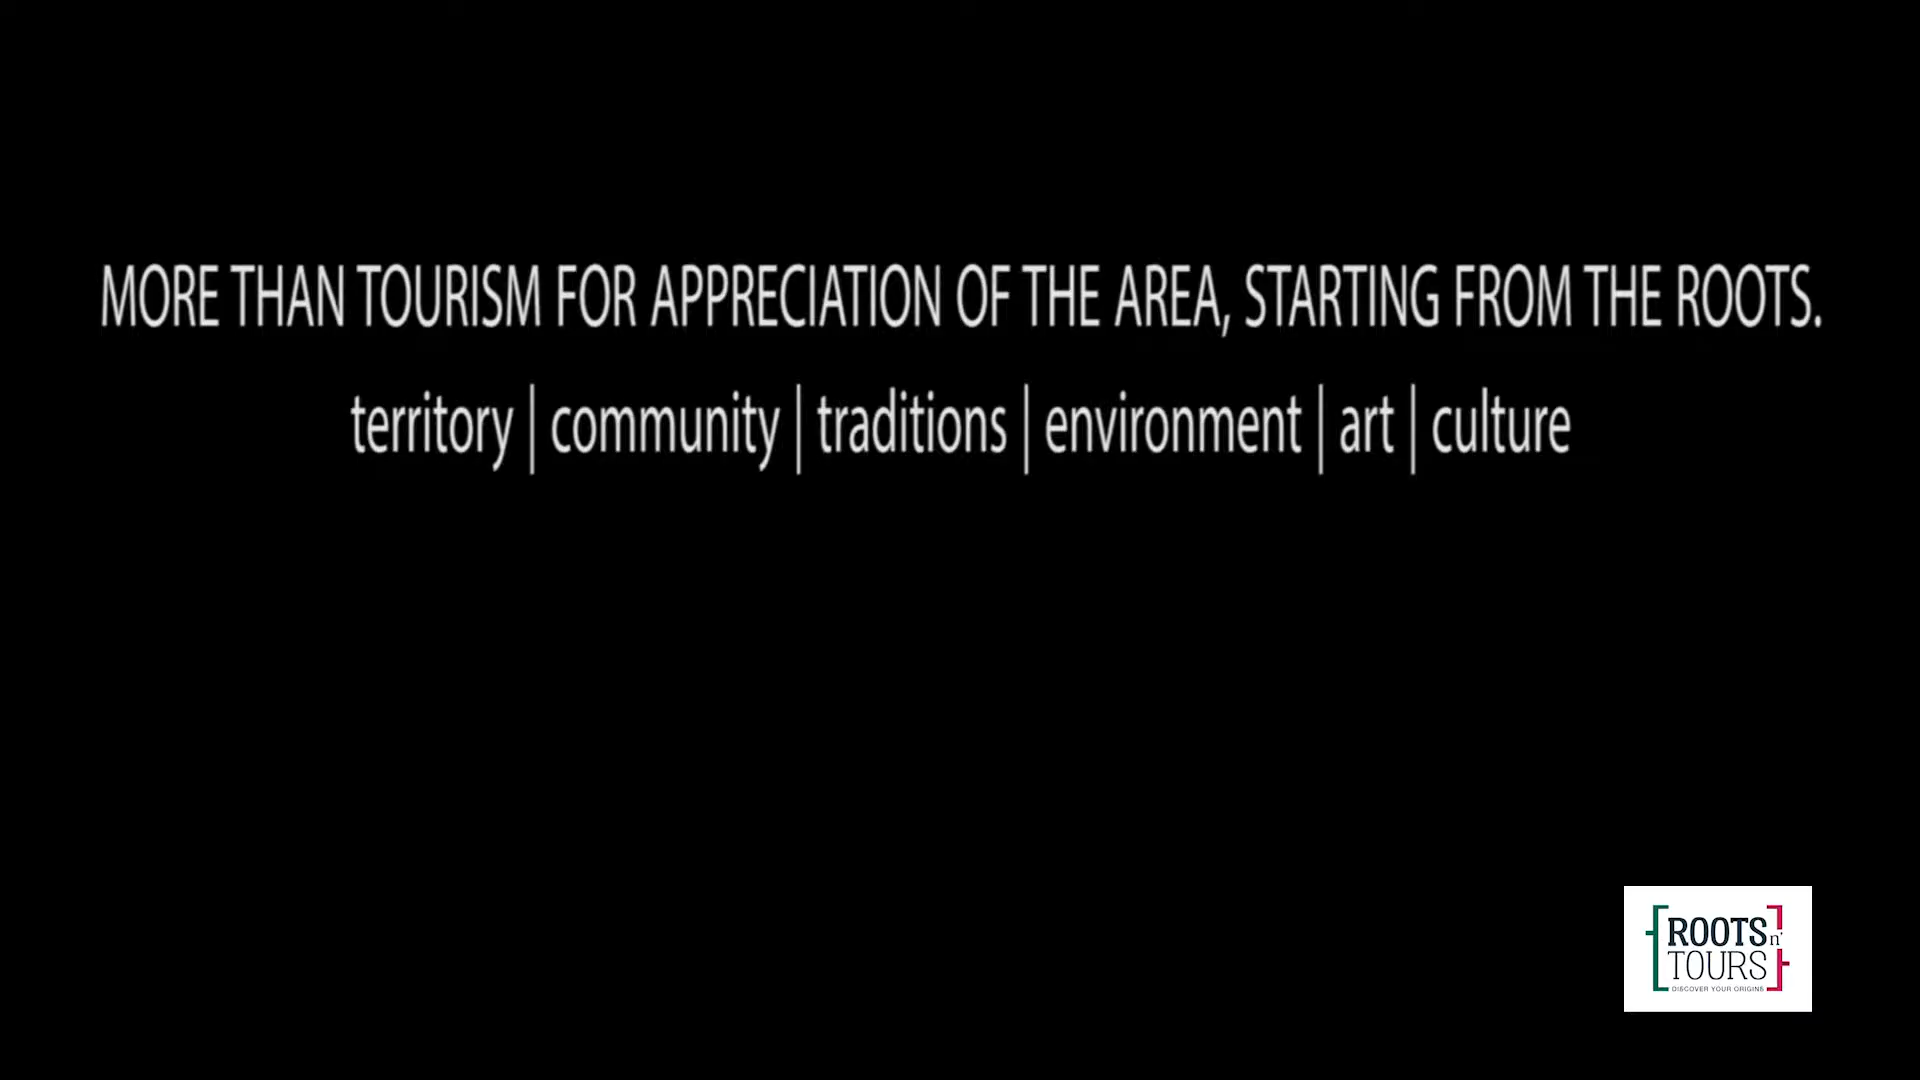 MORE THAN TOURISM FOR APPRECIATION OF THE AREA, STARTING FROM THE ROOTS.
territory | community | traditions | environment | art | culture
ROOTS n'
TOURS
DISCOVER YOUR ORIGINS